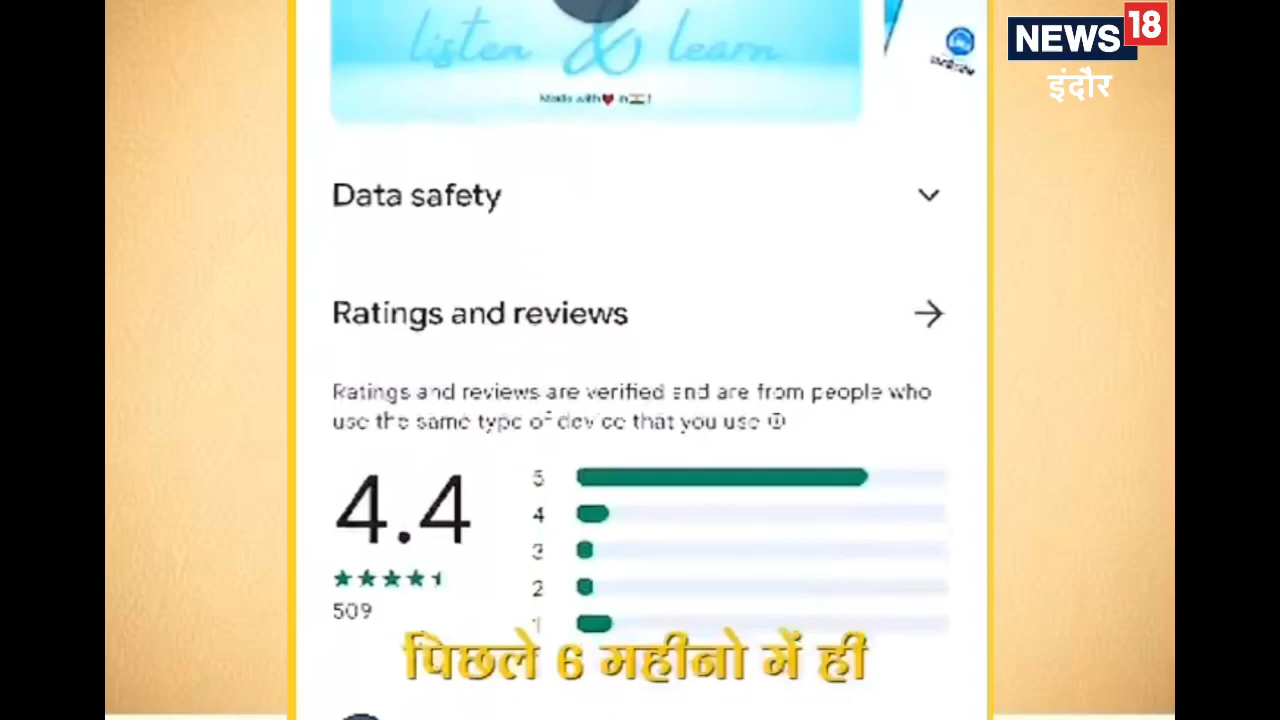 NEWS 18
इंदौर
listen & learn
Made with ❤ in 🇮🇳 !
Data safety
Ratings and reviews
Ratings and reviews are verified and are from people who
use the same type of device that you use ⓘ
4.4
5
4
3
2
1
509
पिछले 6 महीनो में ही